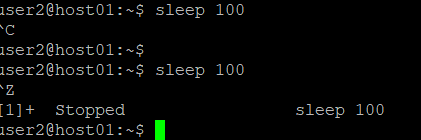 user2@host01:~$ sleep 100
^C
user2@host01:~$
user2@host01:~$ sleep 100
^Z
[1]+  Stopped                 sleep 100
user2@host01:~$